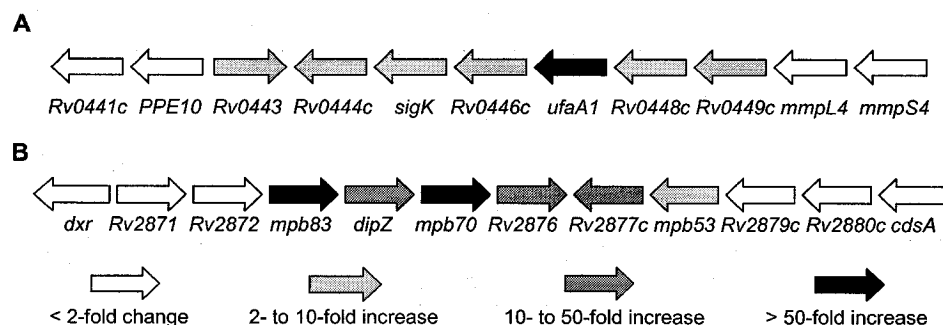 A
Rv0441c PPE10 Rv0443 Rv0444c sigK Rv0446c ufaA1 Rv0448c Rv0449c mmpL4 mmpS4
B
dxr Rv2871 Rv2872 mpb83 dipZ mpb70 Rv2876 Rv2877c mpb53 Rv2879c Rv2880c cdsA
< 2-fold change 2- to 10-fold increase 10- to 50-fold increase > 50-fold increase